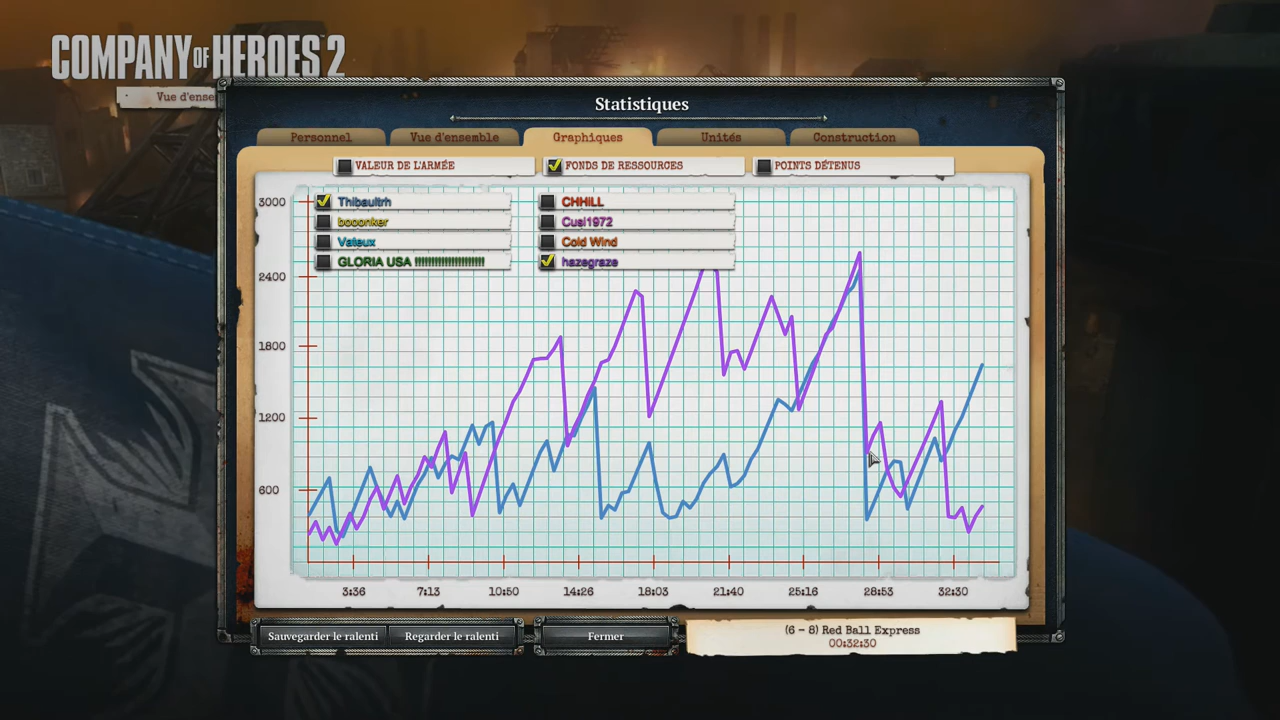 COMPANY OF HEROES 2
Vue d'ense
Statistiques
Personnel
Vue d'ensemble
Graphiques
Unités
Construction
VALEUR DE L'ARMÉE
FONDS DE RESSOURCES
POINTS DÉTENUS
Thibaultrh
CHHiLL
booonker
Cusi1972
Vateux
Cold Wind
GLORIA USA !!!!!!!!!!!!!!!!!!!!!
hazegraze
3000
2400
1800
1200
600
3:36
7:13
10:50
14:26
18:03
21:40
25:16
28:53
32:30
Sauvegarder le ralenti
Regarder le ralenti
Fermer
(6 - 8) Red Ball Express
00:32:30